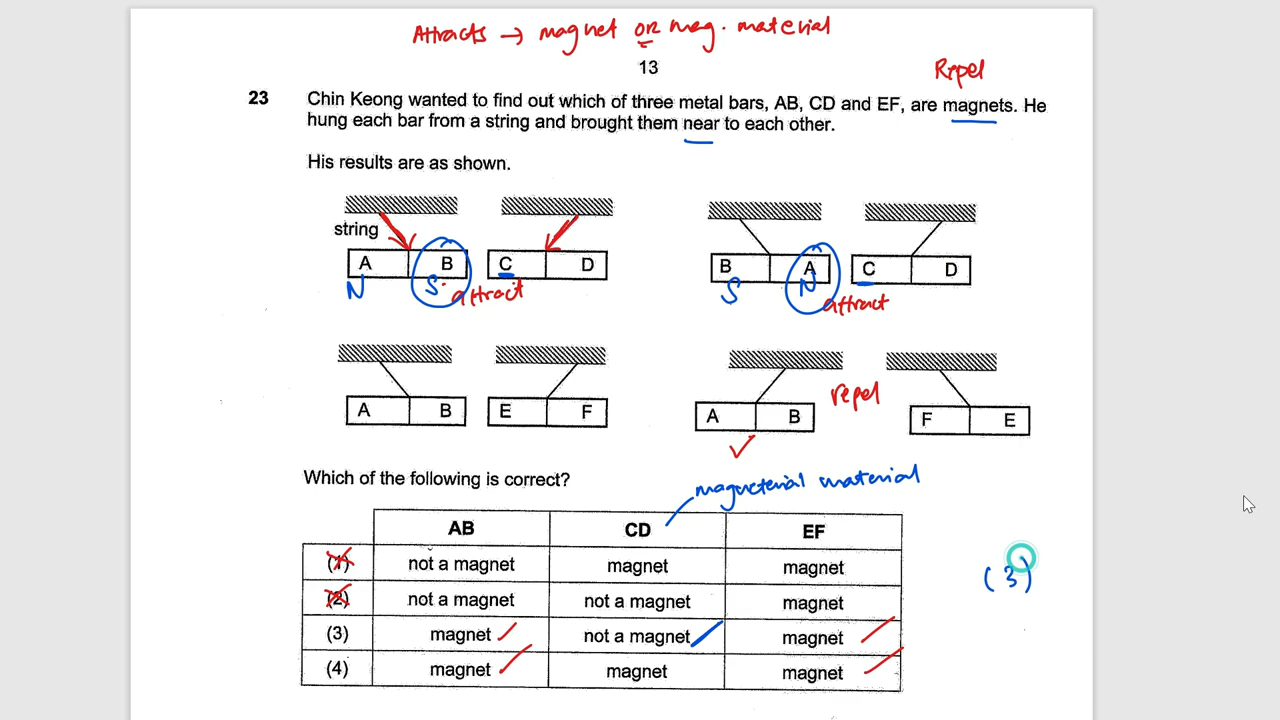 Attracts → magnet OR mag. material
13
Repel
23 Chin Keong wanted to find out which of three metal bars, AB, CD and EF, are magnets. He
hung each bar from a string and brought them near to each other.
His results are as shown.
string
A B C D B A C D
N S attract S N attract
A B E F A B repel F E
Which of the following is correct?
magneterial material
AB CD EF
(1) not a magnet magnet magnet
(2) not a magnet not a magnet magnet
(3) magnet not a magnet magnet
(4) magnet magnet magnet
(3)